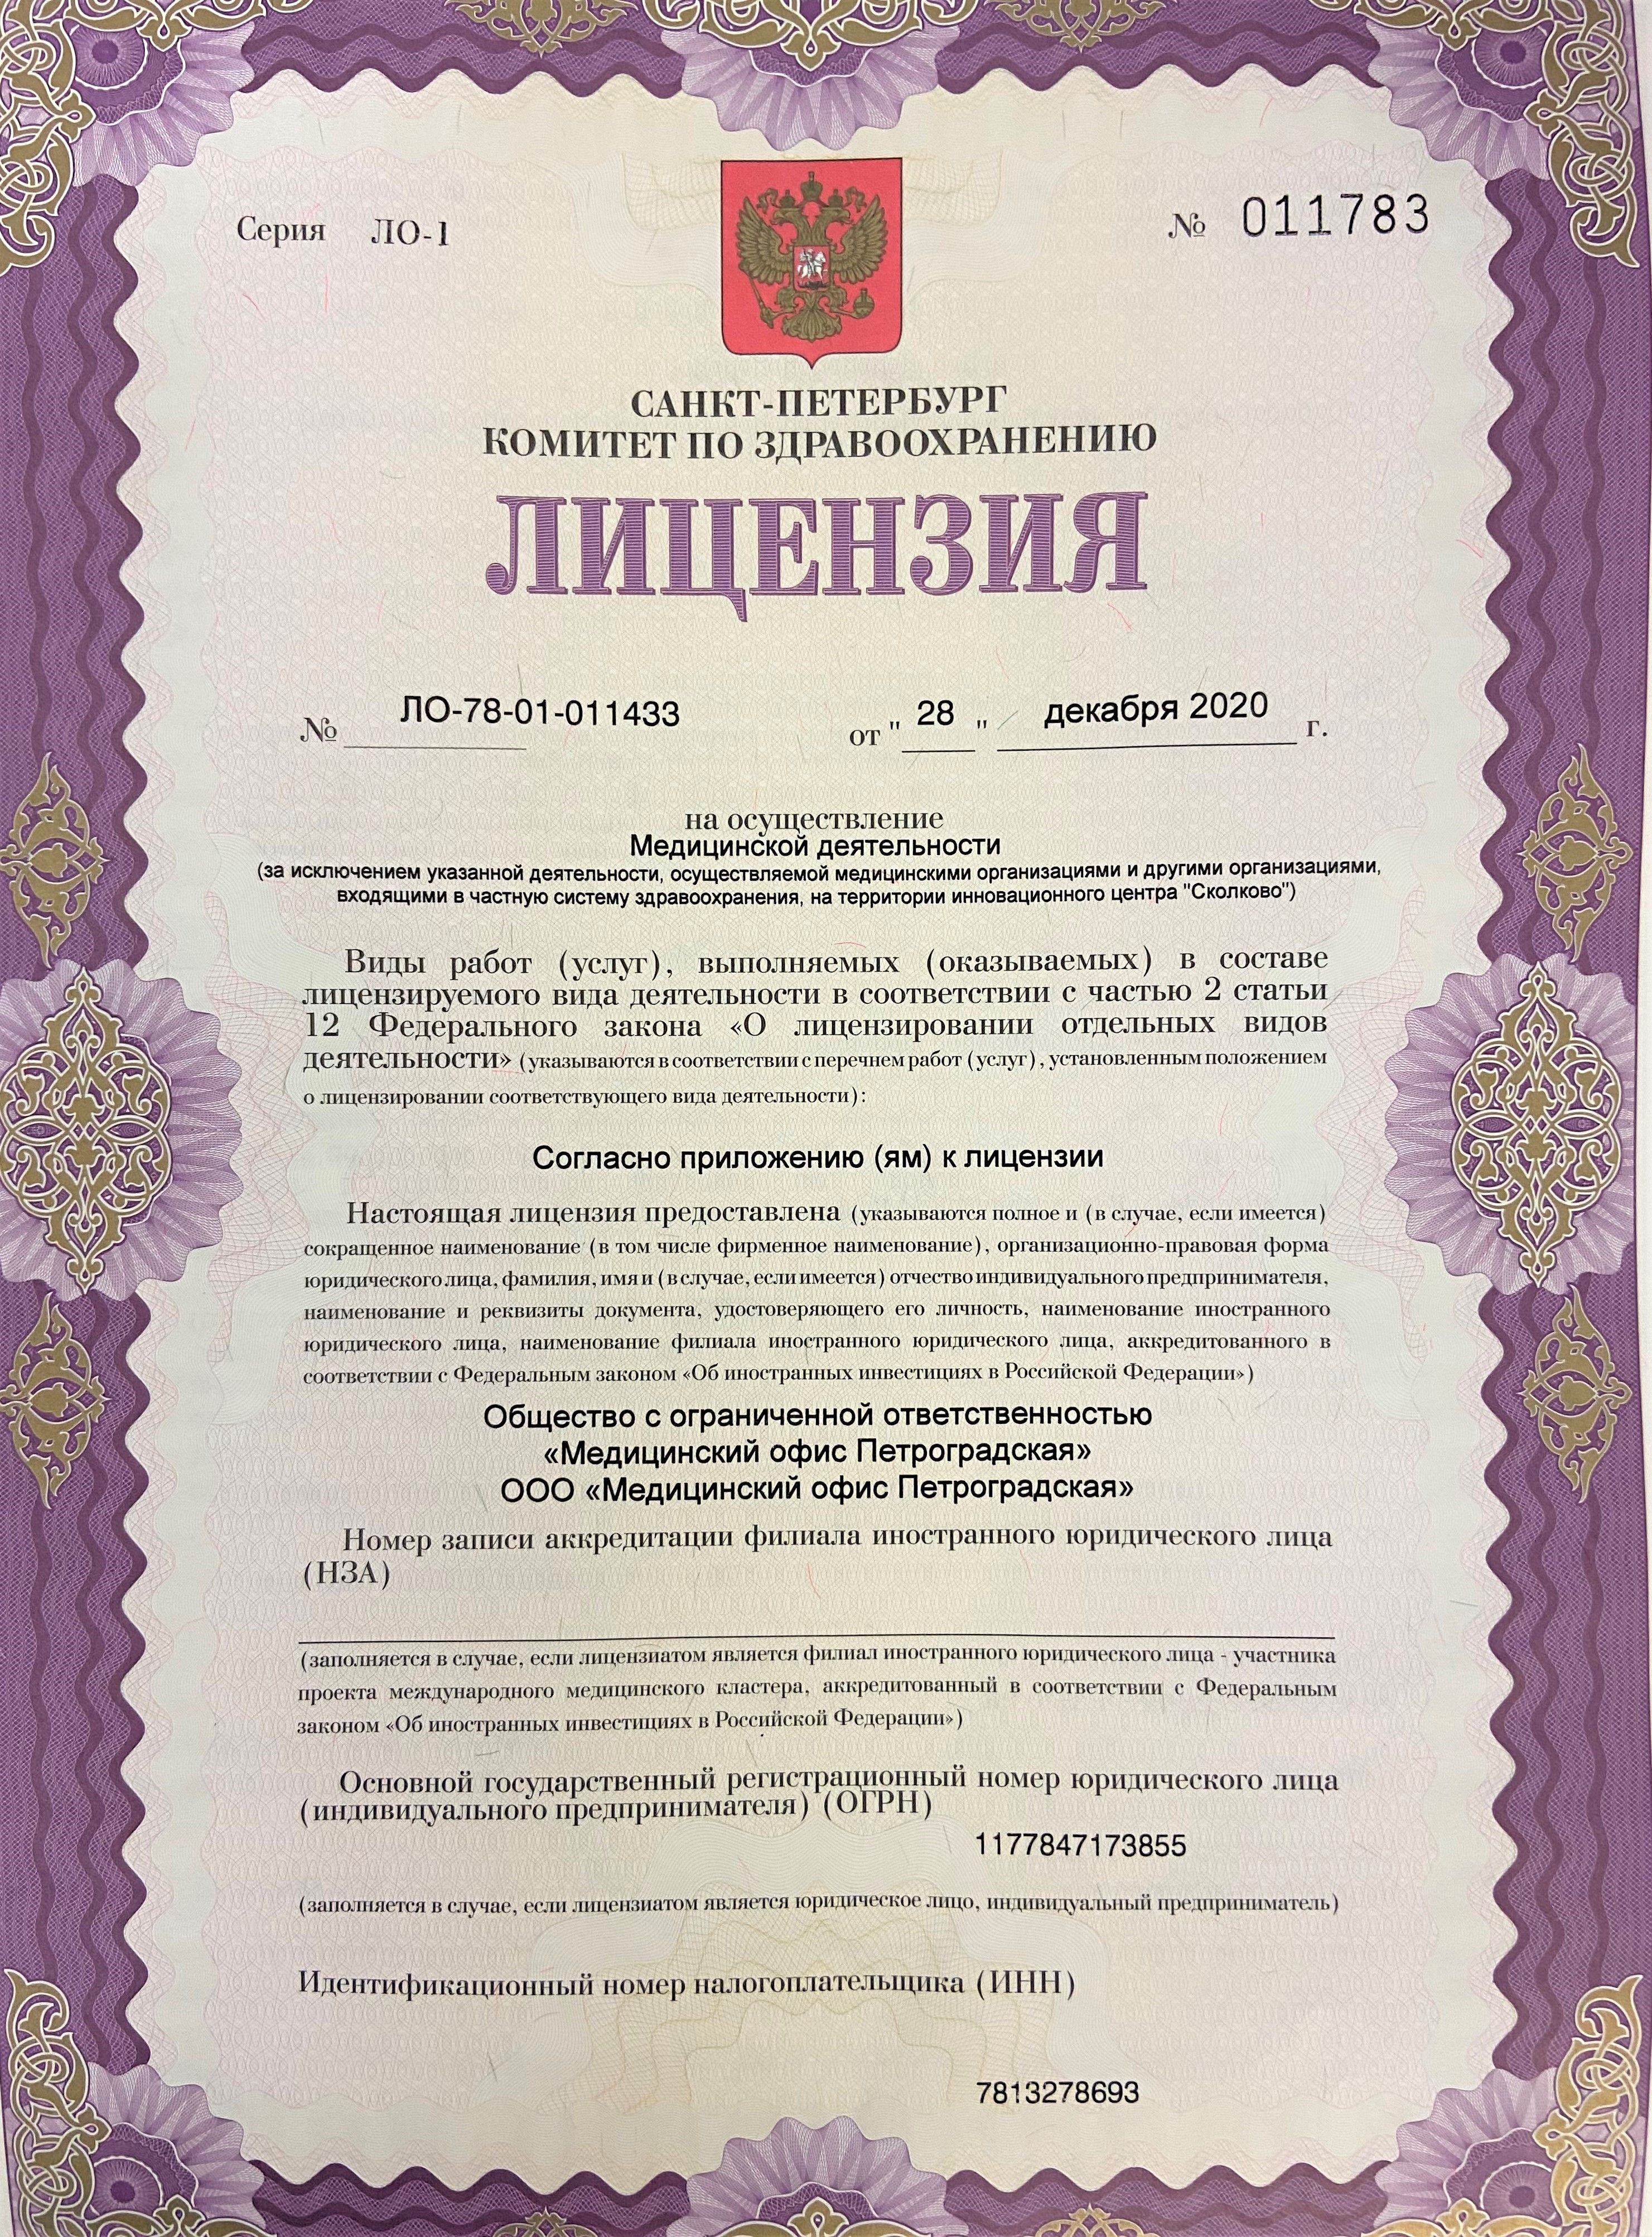 Серия ЛО-1 № 011783
САНКТ-ПЕТЕРБУРГ
КОМИТЕТ ПО ЗДРАВООХРАНЕНИЮ
ЛИЦЕНЗИЯ
№ ЛО-78-01-011433 от " 28 " декабря 2020 г.
на осуществление
Медицинской деятельности
(за исключением указанной деятельности, осуществляемой медицинскими организациями и другими организациями,
входящими в частную систему здравоохранения, на территории инновационного центра "Сколково")
Виды работ (услуг), выполняемых (оказываемых) в составе
лицензируемого вида деятельности в соответствии с частью 2 статьи
12 Федерального закона «О лицензировании отдельных видов
деятельности» (указываются в соответствии с перечнем работ (услуг), установленным положением
о лицензировании соответствующего вида деятельности):
Согласно приложению (ям) к лицензии
Настоящая лицензия предоставлена (указываются полное и (в случае, если имеется)
сокращенное наименование (в том числе фирменное наименование), организационно-правовая форма
юридического лица, фамилия, имя и (в случае, если имеется) отчество индивидуального предпринимателя,
наименование и реквизиты документа, удостоверяющего его личность, наименование иностранного
юридического лица, наименование филиала иностранного юридического лица, аккредитованного в
соответствии с Федеральным законом «Об иностранных инвестициях в Российской Федерации»)
Общество с ограниченной ответственностью
«Медицинский офис Петроградская»
ООО «Медицинский офис Петроградская»
Номер записи аккредитации филиала иностранного юридического лица
(НЗА)
(заполняется в случае, если лицензиатом является филиал иностранного юридического лица - участника
проекта международного медицинского кластера, аккредитованный в соответствии с Федеральным
законом «Об иностранных инвестициях в Российской Федерации»)
Основной государственный регистрационный номер юридического лица
(индивидуального предпринимателя) (ОГРН)
1177847173855
(заполняется в случае, если лицензиатом является юридическое лицо, индивидуальный предприниматель)
Идентификационный номер налогоплательщика (ИНН)
7813278693